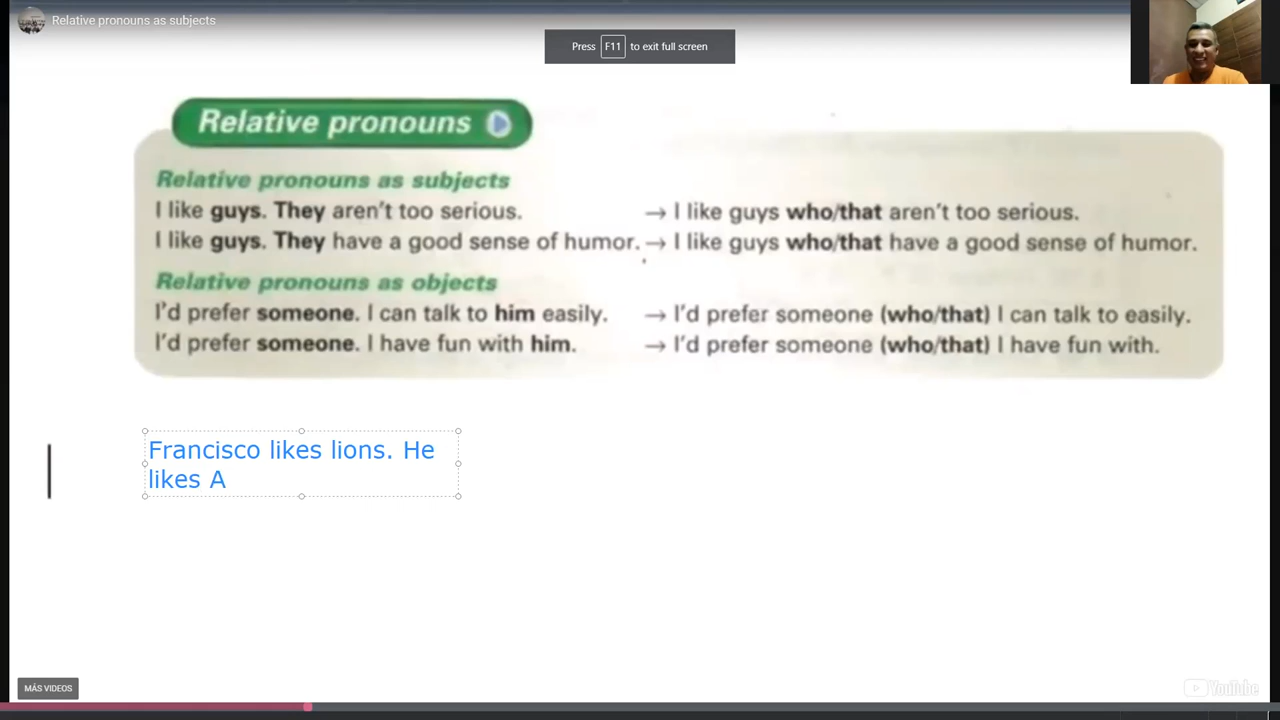 Relative pronouns as subjects
Press F11 to exit full screen
Relative pronouns
Relative pronouns as subjects
I like guys. They aren't too serious. → I like guys who/that aren't too serious.
I like guys. They have a good sense of humor. → I like guys who/that have a good sense of humor.
Relative pronouns as objects
I'd prefer someone. I can talk to him easily. → I'd prefer someone (who/that) I can talk to easily.
I'd prefer someone. I have fun with him. → I'd prefer someone (who/that) I have fun with.
Francisco likes lions. He
likes A
MÁS VIDEOS
YouTube